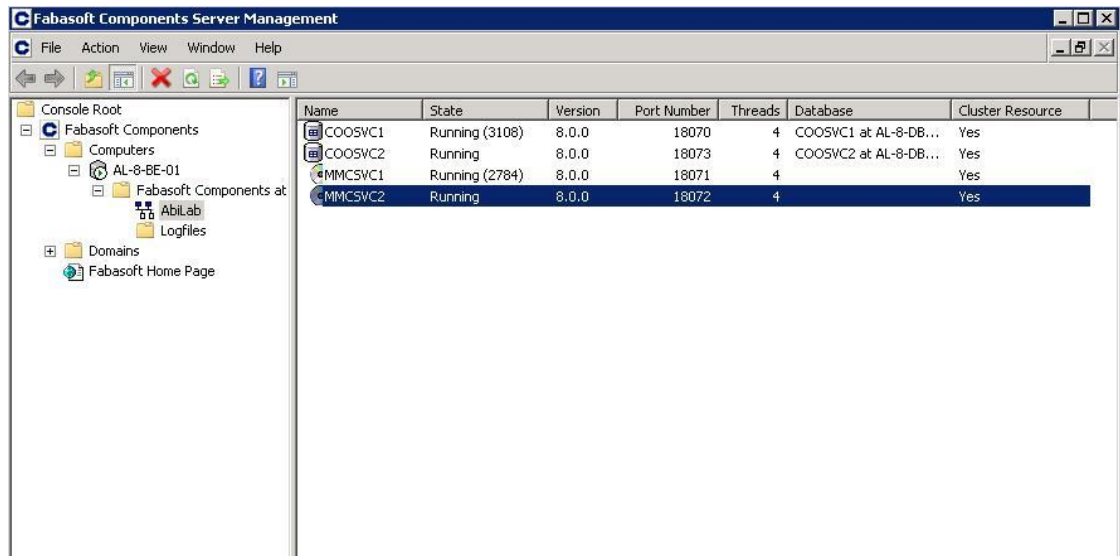 Fabasoft Components Server Management
File Action View Window Help
Console Root
Fabasoft Components
Computers
AL-8-BE-01
Fabasoft Components at
AbiLab
Logfiles
Domains
Fabasoft Home Page
Name State Version Port Number Threads Database Cluster Resource
COOSVC1 Running (3108) 8.0.0 18070 4 COOSVC1 at AL-8-DB... Yes
COOSVC2 Running 8.0.0 18073 4 COOSVC2 at AL-8-DB... Yes
MMCSVC1 Running (2784) 8.0.0 18071 4 Yes
MMCSVC2 Running 8.0.0 18072 4 Yes